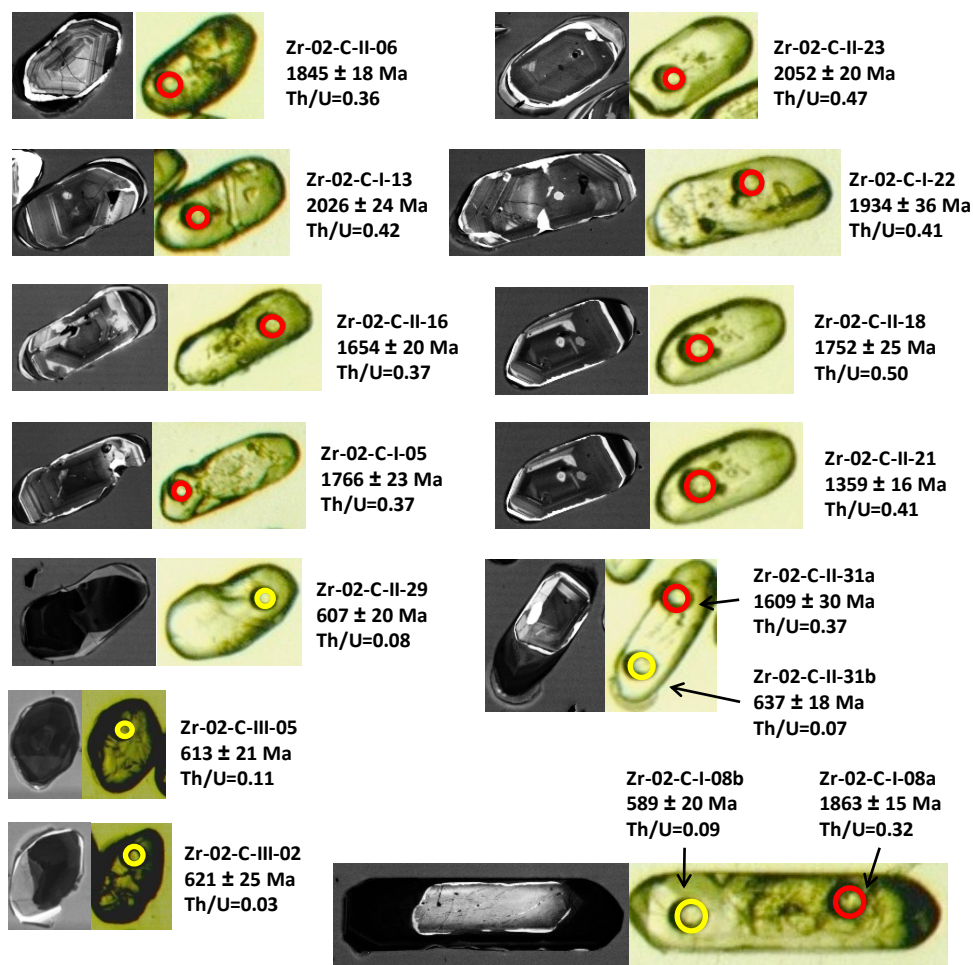 Zr-02-C-II-06
1845 ± 18 Ma
Th/U=0.36
Zr-02-C-II-23
2052 ± 20 Ma
Th/U=0.47
Zr-02-C-I-13
2026 ± 24 Ma
Th/U=0.42
Zr-02-C-I-22
1934 ± 36 Ma
Th/U=0.41
Zr-02-C-II-16
1654 ± 20 Ma
Th/U=0.37
Zr-02-C-II-18
1752 ± 25 Ma
Th/U=0.50
Zr-02-C-I-05
1766 ± 23 Ma
Th/U=0.37
Zr-02-C-II-21
1359 ± 16 Ma
Th/U=0.41
Zr-02-C-II-29
607 ± 20 Ma
Th/U=0.08
Zr-02-C-II-31a
1609 ± 30 Ma
Th/U=0.37
Zr-02-C-II-31b
637 ± 18 Ma
Th/U=0.07
Zr-02-C-III-05
613 ± 21 Ma
Th/U=0.11
Zr-02-C-I-08b
589 ± 20 Ma
Th/U=0.09
Zr-02-C-I-08a
1863 ± 15 Ma
Th/U=0.32
Zr-02-C-III-02
621 ± 25 Ma
Th/U=0.03